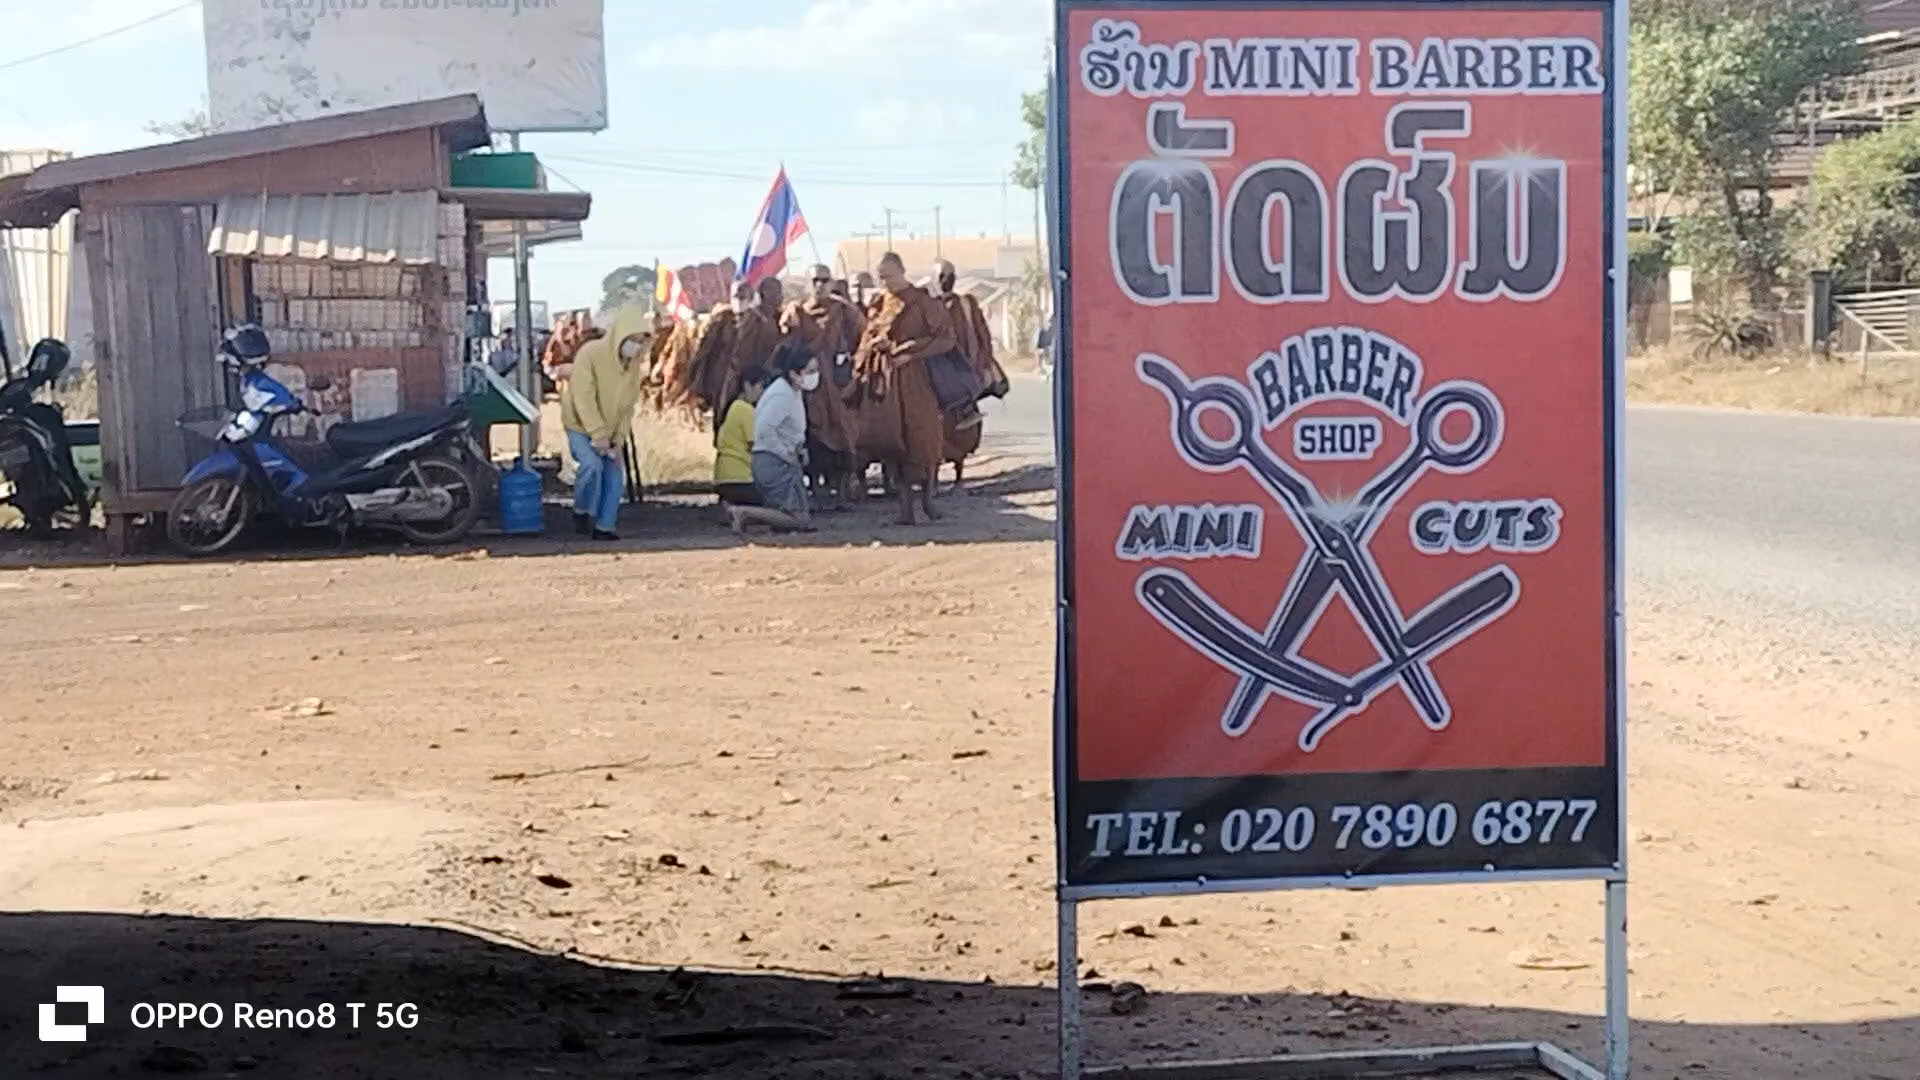 ຮ້ານ MINI BARBER
ຕັດຜົມ
BARBER
SHOP
MINI CUTS
TEL: 020 7890 6877
OPPO Reno8 T 5G